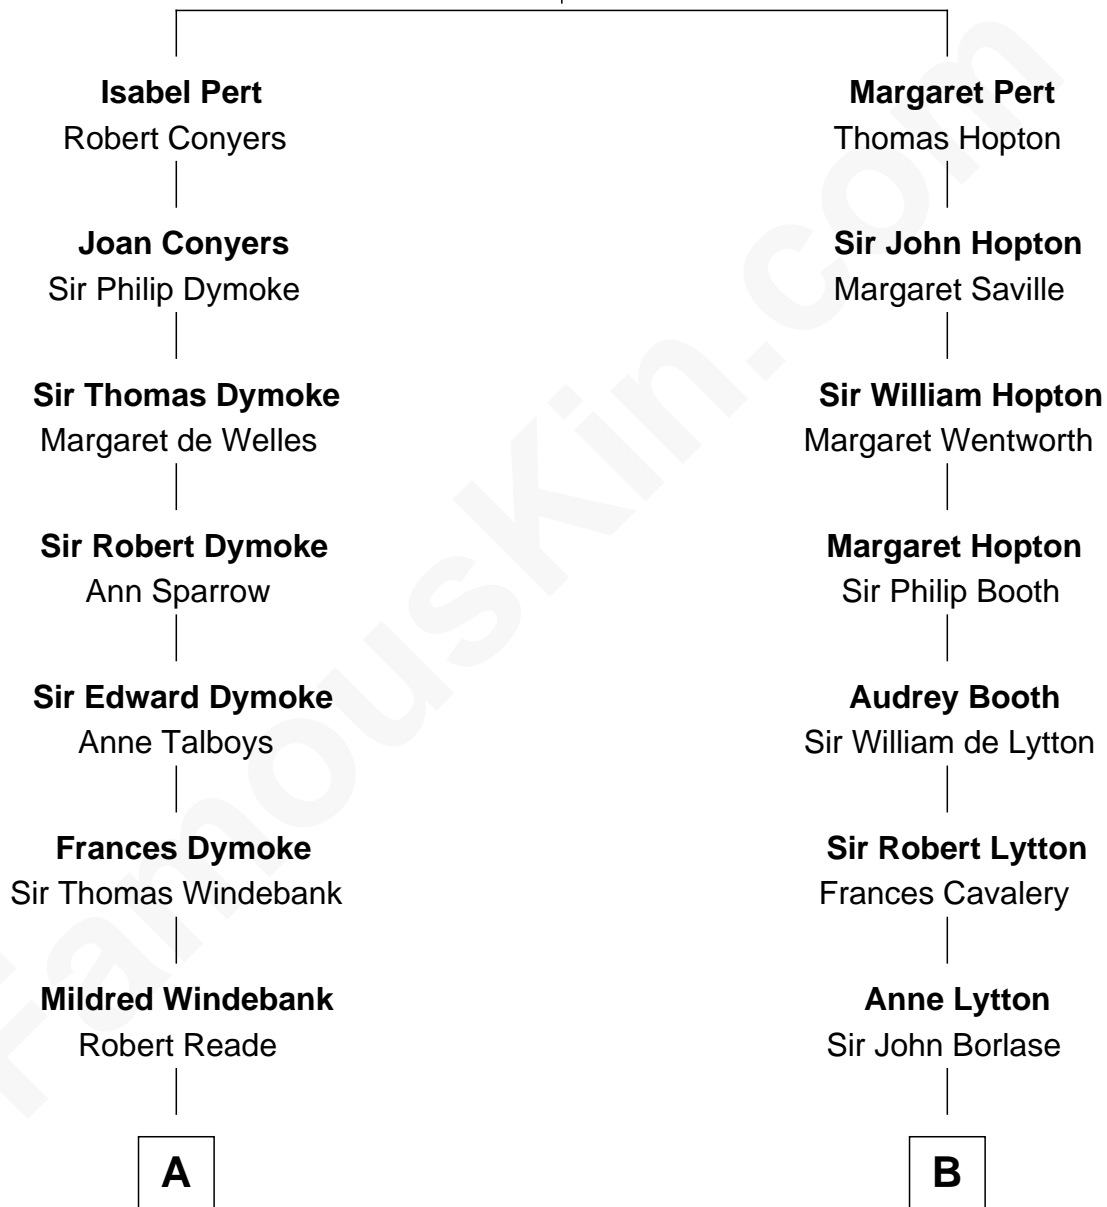 Isabel Pert
Robert Conyers
Joan Conyers
Sir Philip Dymoke
Sir Thomas Dymoke
Margaret de Welles
Sir Robert Dymoke
Ann Sparrow
Sir Edward Dymoke
Anne Talboys
Frances Dymoke
Sir Thomas Windebank
Mildred Windebank
Robert Reade
A
Margaret Pert
Thomas Hopton
Sir John Hopton
Margaret Saville
Sir William Hopton
Margaret Wentworth
Margaret Hopton
Sir Philip Booth
Audrey Booth
Sir William de Lytton
Sir Robert Lytton
Frances Cavalery
Anne Lytton
Sir John Borlase
B
FamousKin.com